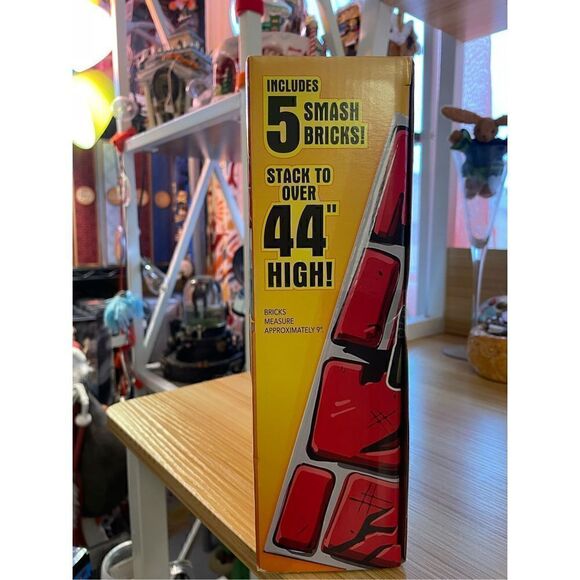 INCLUDES
5 SMASH
BRICKS!
STACK TO
OVER
44"
HIGH!
BRICKS
MEASURE
APPROXIMATELY 9".